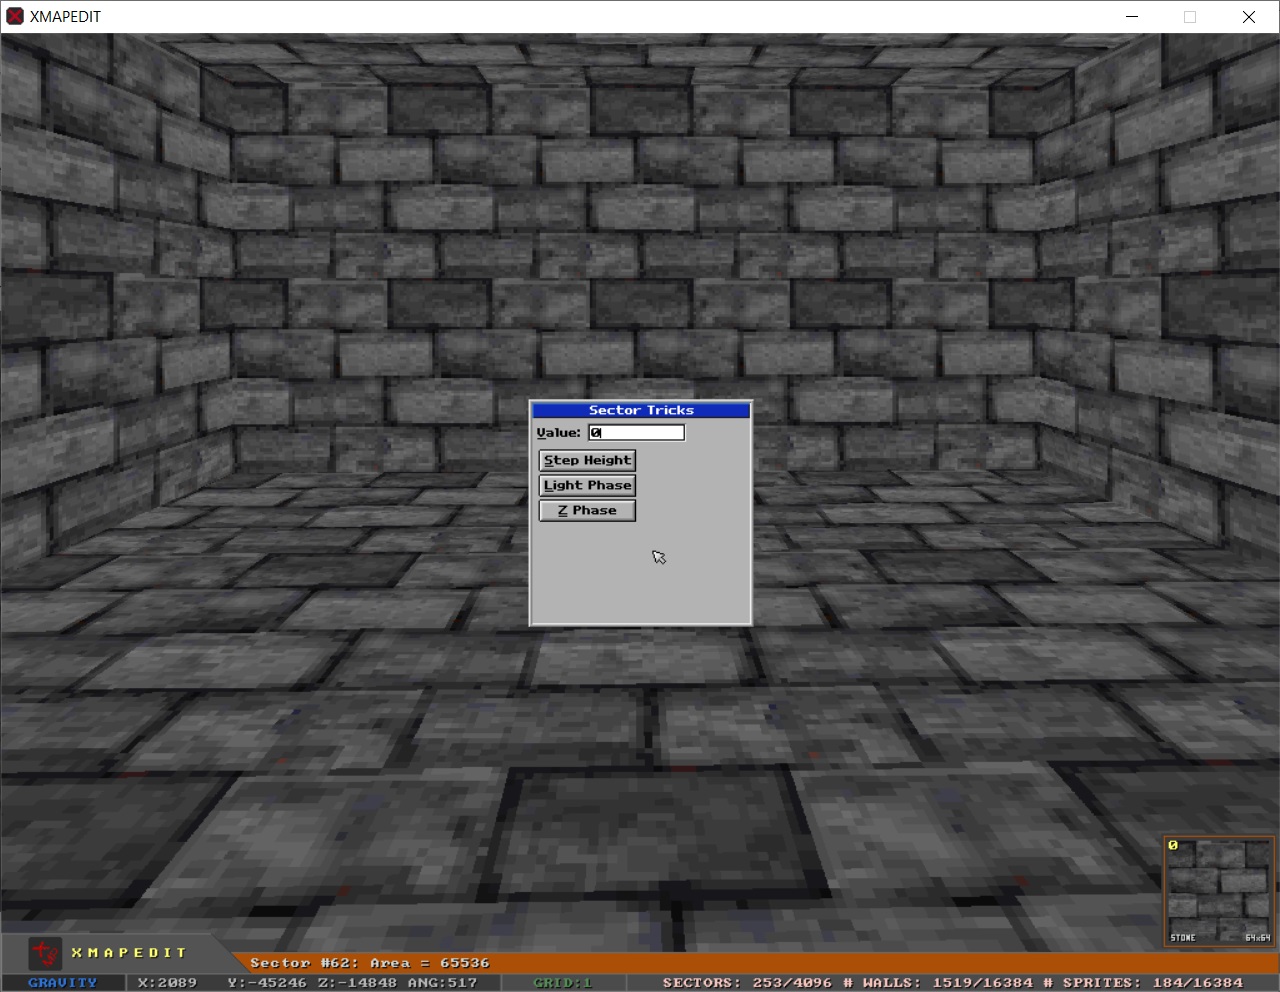 XMAPEDIT
Sector Tricks
Value: 0
Step Height
Light Phase
Z Phase
0
STONE 64x64
XMAPEDIT
Sector #62: Area = 65536
GRAVITY X:2089 Y:-45246 Z:-14848 ANG:517 GRID:1 SECTORS: 253/4096 # WALLS: 1519/16384 # SPRITES: 184/16384